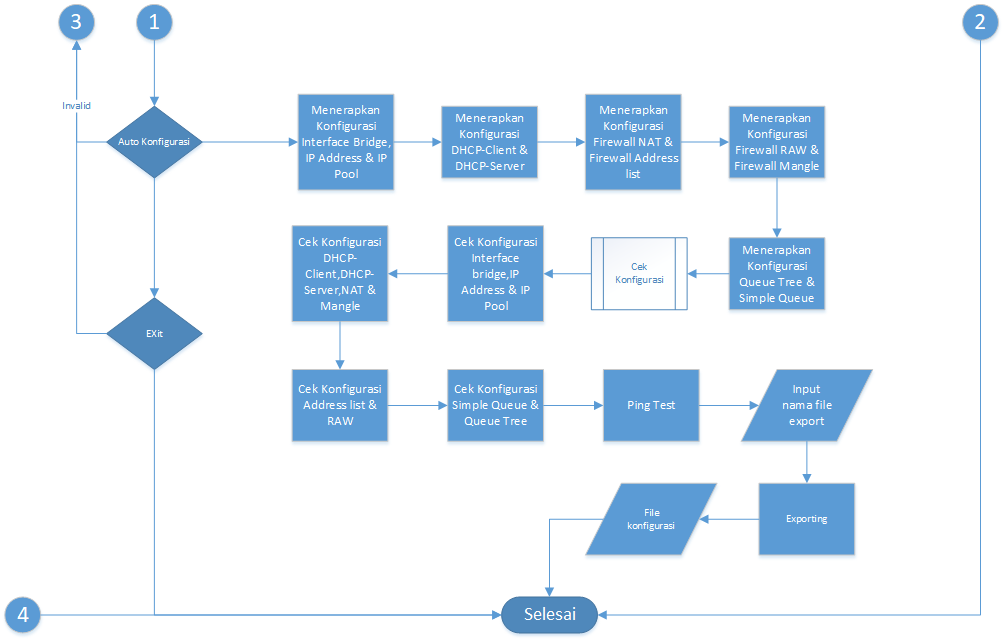 3
1
2
Invalid
Auto Konfigurasi
Menerapkan
Konfigurasi
Interface Bridge,
IP Address & IP
Pool
Menerapkan
Konfigurasi
DHCP-Client &
DHCP-Server
Menerapkan
Konfigurasi
Firewall NAT &
Firewall Address
list
Menerapkan
Konfigurasi
Firewall RAW &
Firewall Mangle
Menerapkan
Konfigurasi
Queue Tree &
Simple Queue
Cek
Konfigurasi
Cek Konfigurasi
Interface
bridge,IP
Address & IP
Pool
Cek Konfigurasi
DHCP-
Client,DHCP-
Server,NAT &
Mangle
EXit
Cek Konfigurasi
Address list &
RAW
Cek Konfigurasi
Simple Queue &
Queue Tree
Ping Test
Input
nama file
export
Exporting
File
konfigurasi
4
Selesai